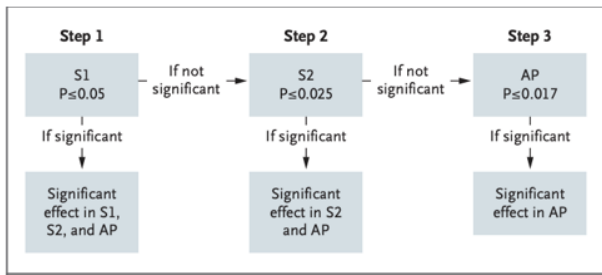 Step 1
Step 2
Step 3
S1
P≤0.05
If not
significant
S2
P≤0.025
If not
significant
AP
P≤0.017
If significant
If significant
If significant
Significant
effect in S1,
S2, and AP
Significant
effect in S2
and AP
Significant
effect in AP